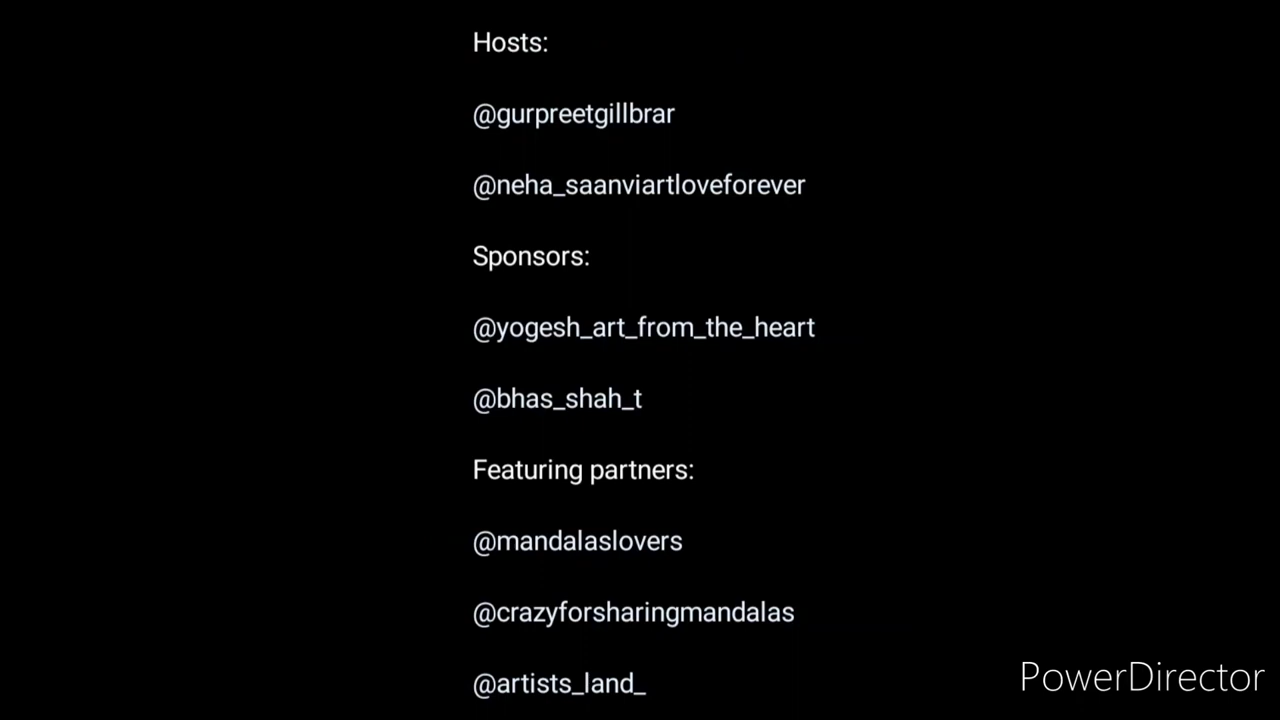 Hosts:
@gurpreetgillbrar
@neha_saanviartloveforever
Sponsors:
@yogesh_art_from_the_heart
@bhas_shah_t
Featuring partners:
@mandalaslovers
@crazyforsharingmandalas
@artists_land_
PowerDirector